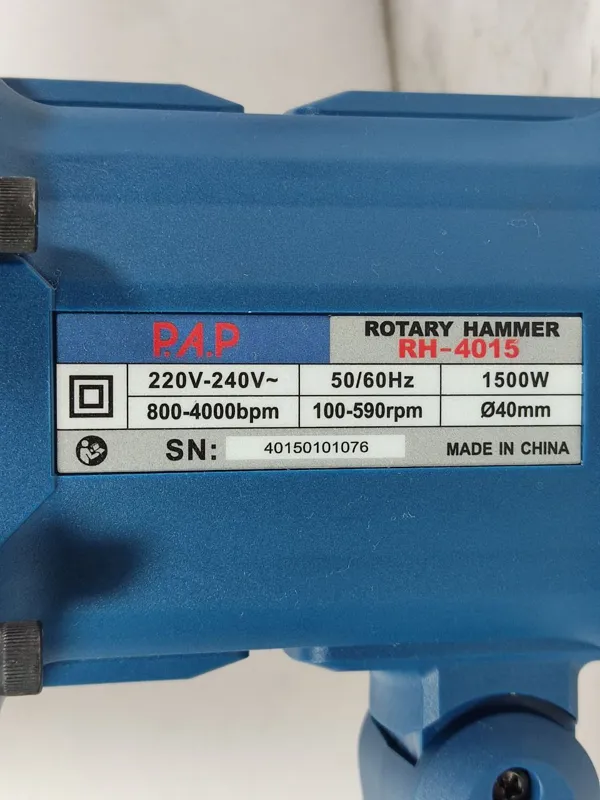 P.A.P
ROTARY HAMMER
RH-4015
220V-240V~ 50/60Hz 1500W
800-4000bpm 100-590rpm Ø40mm
SN: 40150101076 MADE IN CHINA